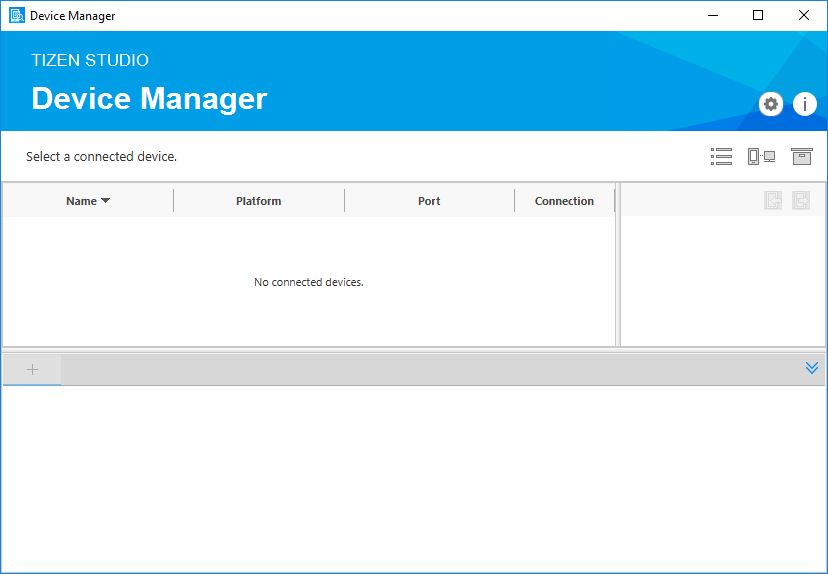 Device Manager
TIZEN STUDIO
Device Manager
Select a connected device.
Name Platform Port Connection
No connected devices.